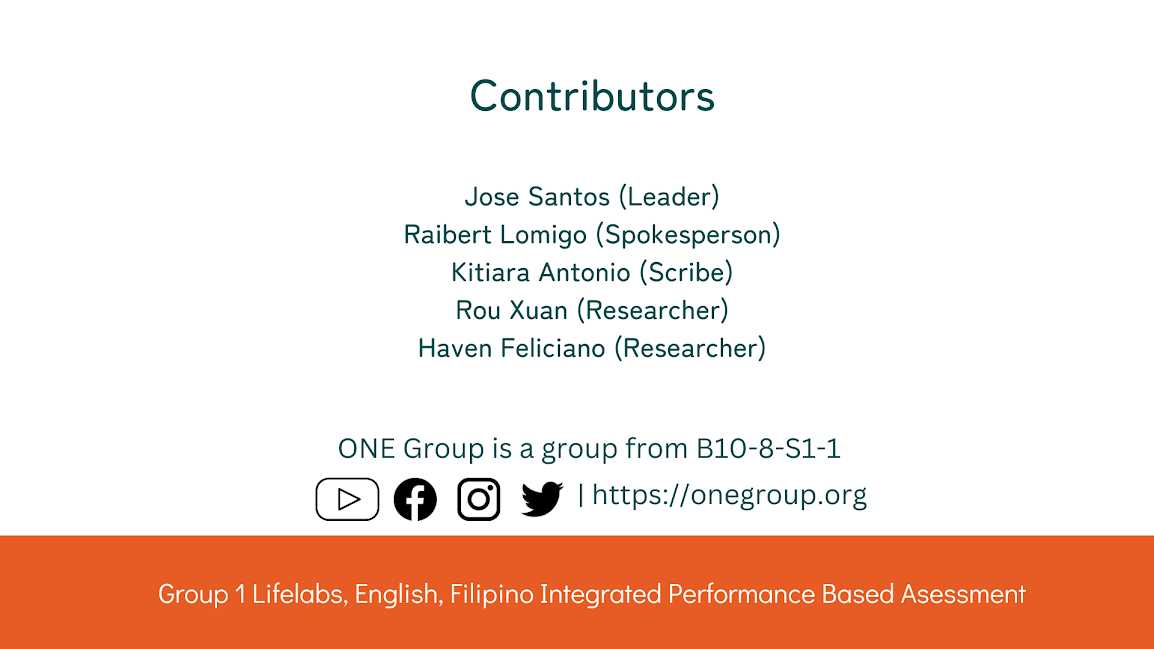 Contributors
Jose Santos (Leader)
Raibert Lomigo (Spokesperson)
Kitiara Antonio (Scribe)
Rou Xuan (Researcher)
Haven Feliciano (Researcher)
ONE Group is a group from B10-8-S1-1
| https://onegroup.org
Group 1 Lifelabs, English, Filipino Integrated Performance Based Asessment